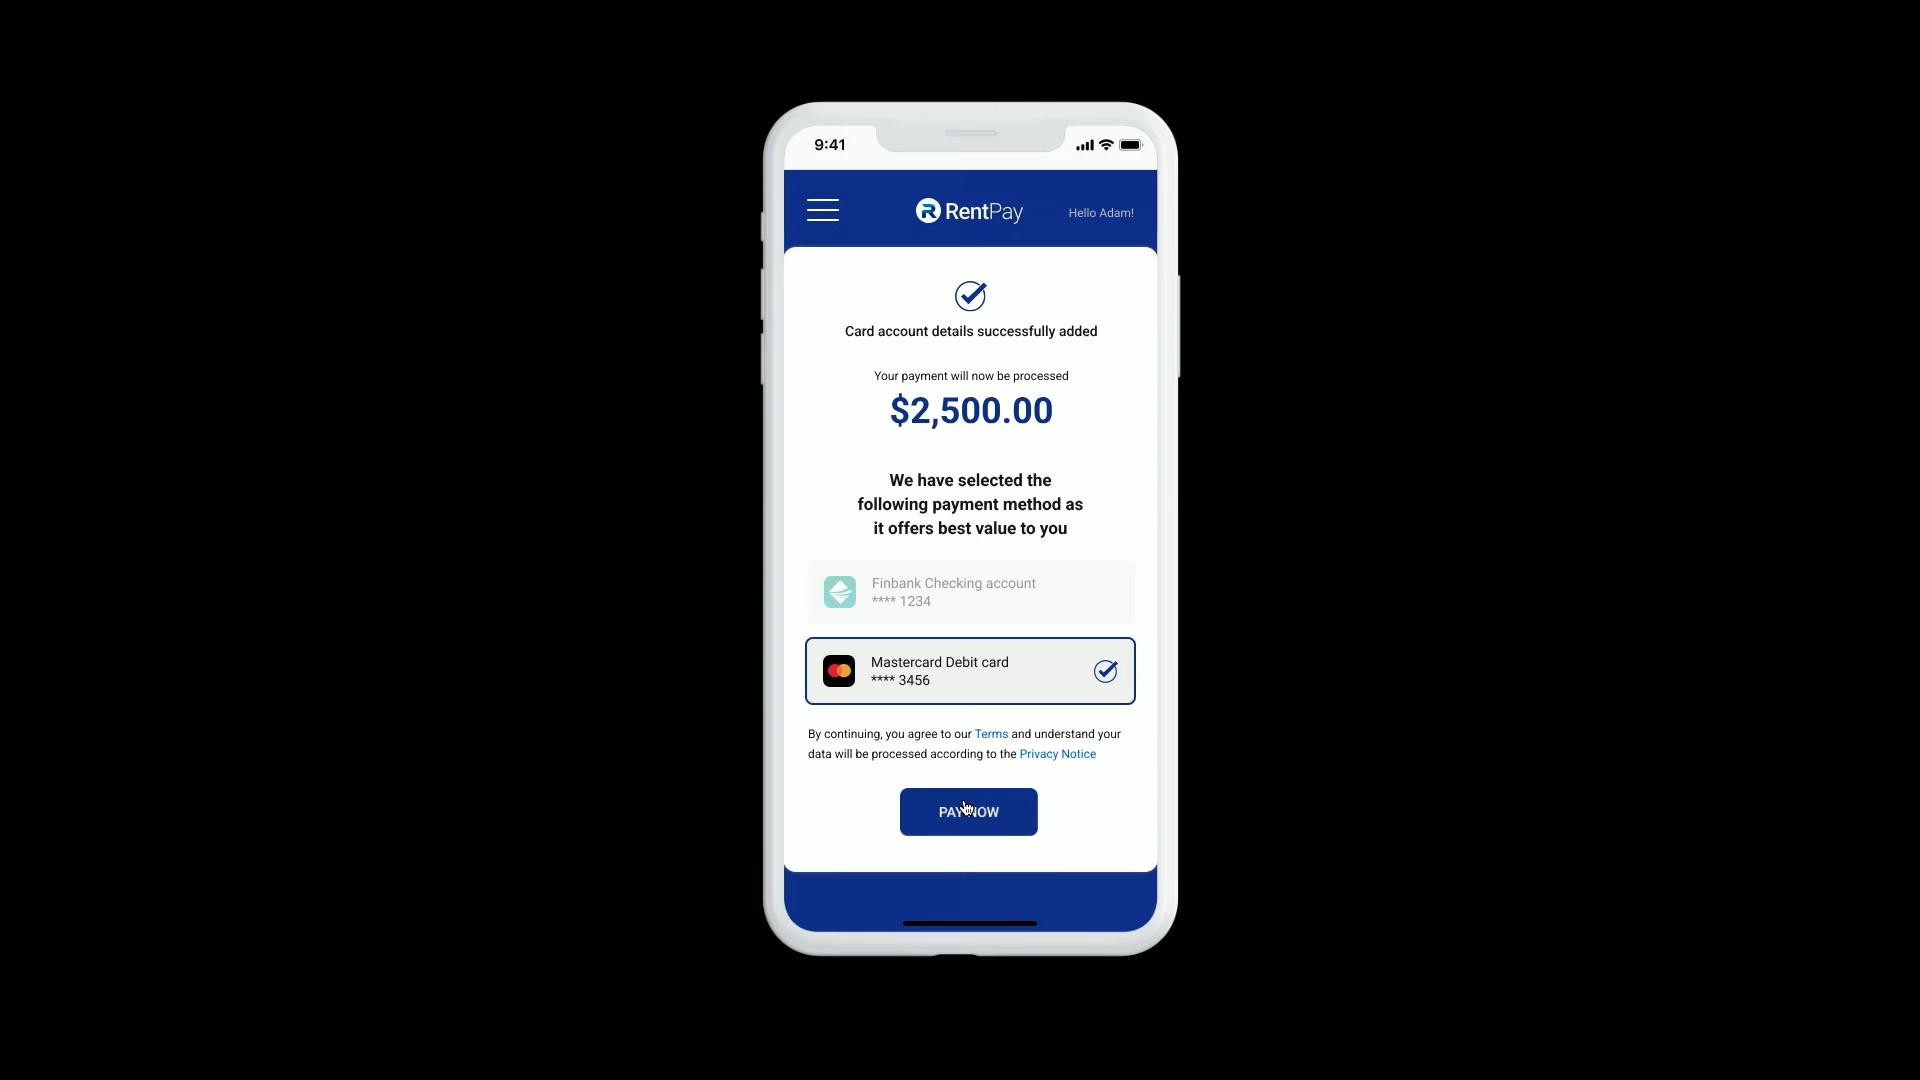 9:41
RentPay
Hello Adam!
Card account details successfully added
Your payment will now be processed
$2,500.00
We have selected the
following payment method as
it offers best value to you
Finbank Checking account
**** 1234
Mastercard Debit card
**** 3456
By continuing, you agree to our Terms and understand your
data will be processed according to the Privacy Notice
PAY NOW